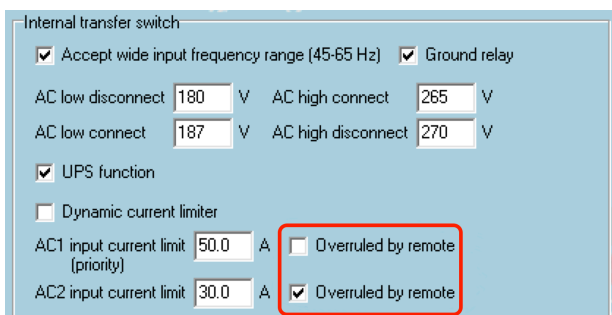 Internal transfer switch
Accept wide input frequency range (45-65 Hz) Ground relay
AC low disconnect 180 V AC high connect 265 V
AC low connect 187 V AC high disconnect 270 V
UPS function
Dynamic current limiter
AC1 input current limit 50.0 A Overruled by remote
(priority)
AC2 input current limit 30.0 A Overruled by remote